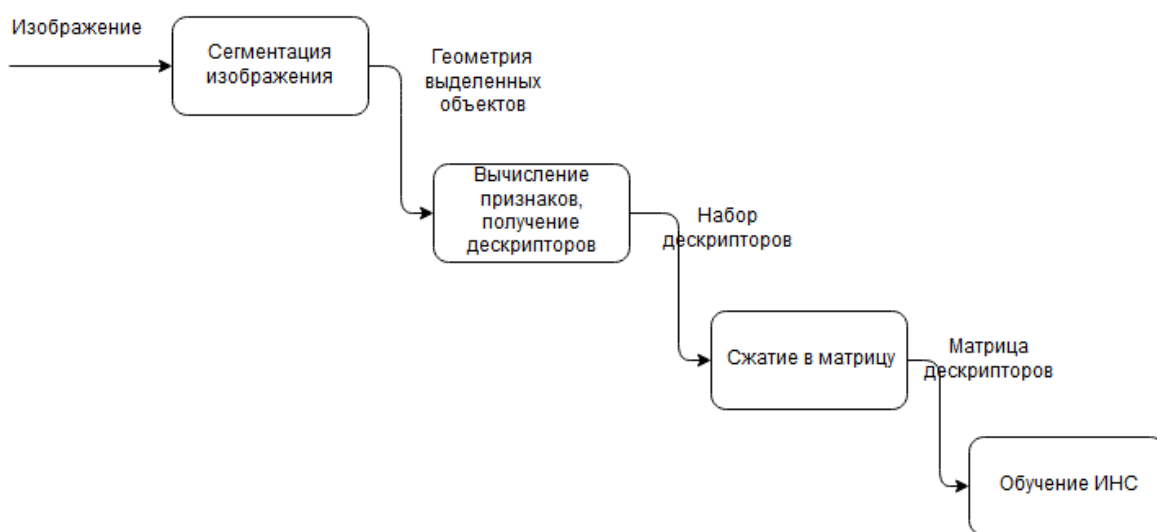 Изображение
Сегментация
изображения
Геометрия
выделенных
объектов
Вычисление
признаков,
получение
дескрипторов
Набор
дескрипторов
Сжатие в матрицу
Матрица
дескрипторов
Обучение ИНС